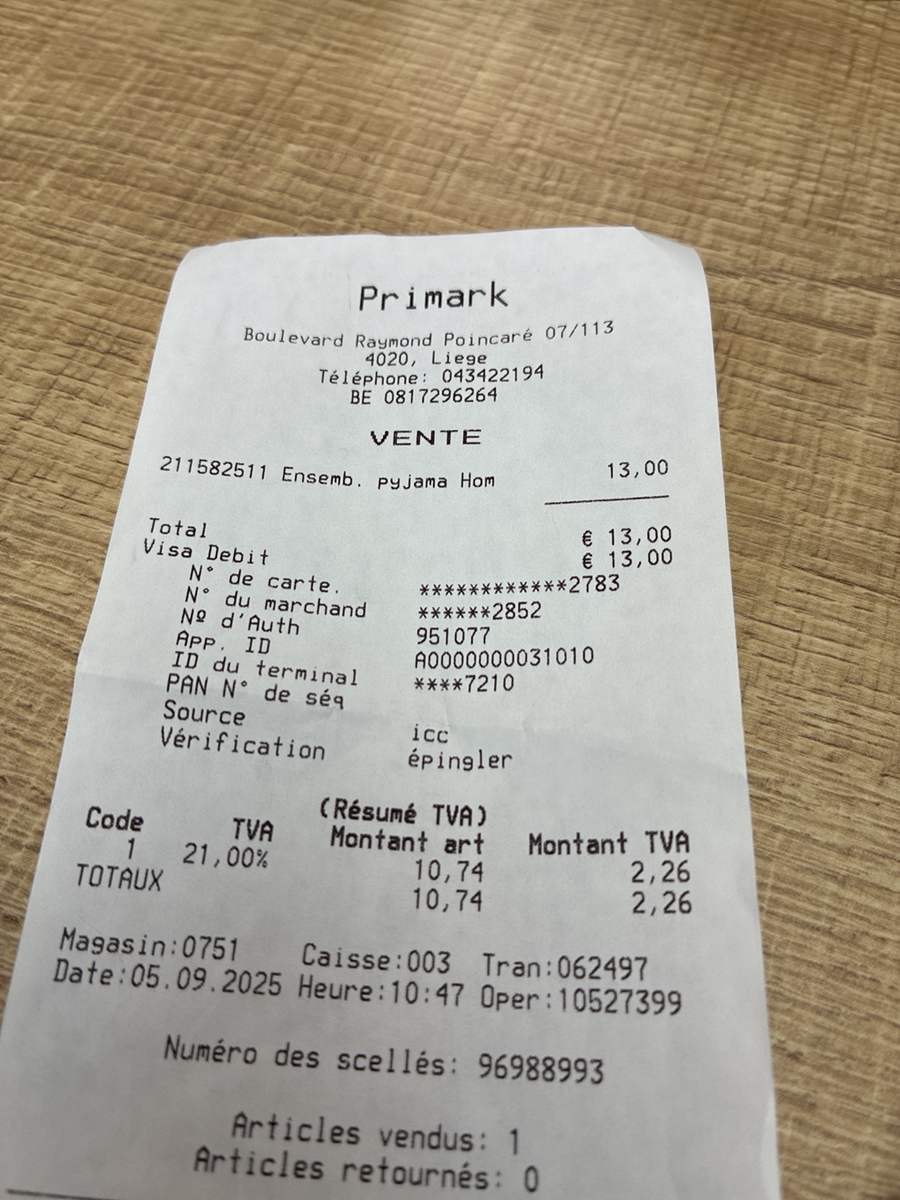 Primark
Boulevard Raymond Poincaré 07/113
4020, Liege
Téléphone: 043422194
BE 0817296264
VENTE
211582511 Ensemb. pyjama Hom 13,00
Total € 13,00
Visa Debit € 13,00
N° de carte. ************2783
N° du marchand ******2852
Nº d'Auth 951077
App. ID A0000000031010
ID du terminal ****7210
PAN N° de séq
Source icc
Vérification épingler
(Résumé TVA)
Code TVA Montant art Montant TVA
1 21,00% 10,74 2,26
TOTAUX 10,74 2,26
Magasin:0751 Caisse:003 Tran:062497
Date:05.09.2025 Heure:10:47 Oper:10527399
Numéro des scellés: 96988993
Articles vendus: 1
Articles retournés: 0